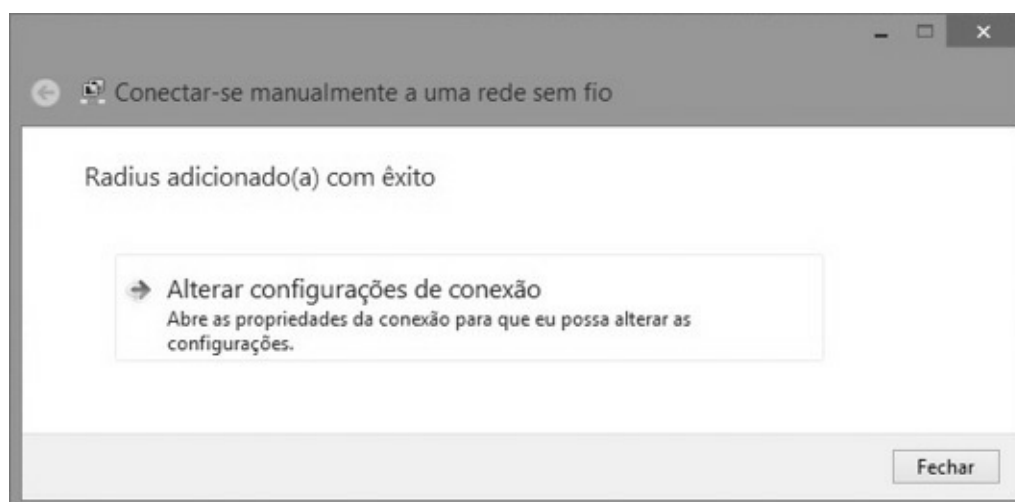 Conectar-se manualmente a uma rede sem fio
Radius adicionado(a) com êxito
Alterar configurações de conexão
Abre as propriedades da conexão para que eu possa alterar as
configurações.
Fechar